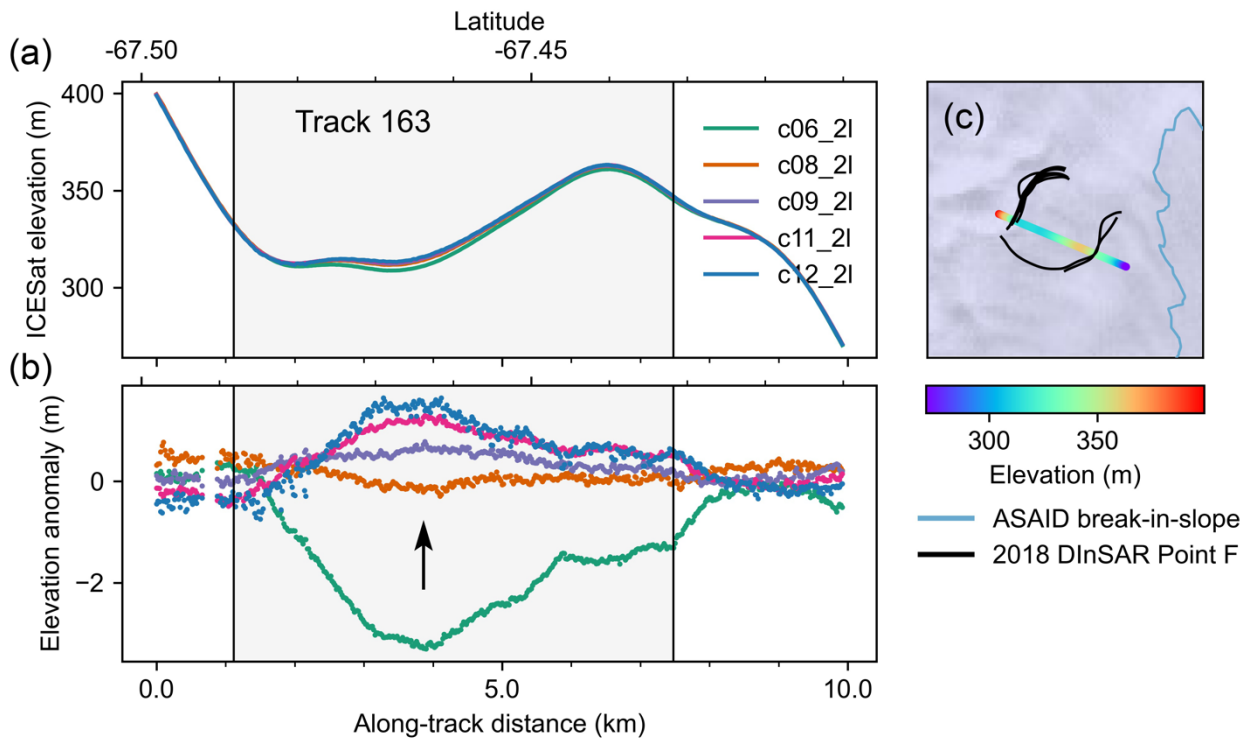 Latitude
-67.50
-67.45
(a)
ICESat elevation (m)
400
350
300
Track 163
c06_2l
c08_2l
c09_2l
c11_2l
c12_2l
(b)
Elevation anomaly (m)
0
−2
0.0
5.0
10.0
Along-track distance (km)
(c)
300
350
Elevation (m)
ASAID break-in-slope
2018 DInSAR Point F